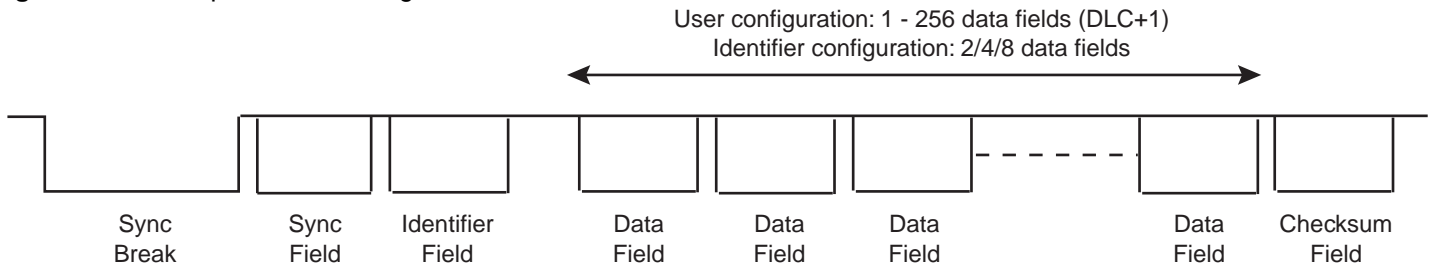 User configuration: 1 - 256 data fields (DLC+1)
Identifier configuration: 2/4/8 data fields
Sync Break
Sync Field
Identifier Field
Data Field
Data Field
Data Field
Data Field
Checksum Field